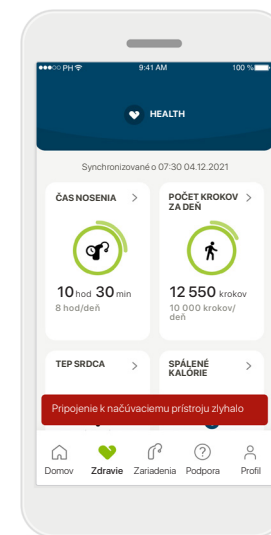 PH 9:41 AM 100 %
HEALTH
Synchronizované o 07:30 04.12.2021
ČAS NOSENIA
10 hod 30 min
8 hod/deň
POČET KROKOV
ZA DEŇ
12 550 krokov
10 000 krokov/
deň
TEP SRDCA
SPÁLENÉ
KALÓRIE
Pripojenie k načúvaciemu prístroju zlyhalo
Domov Zdravie Zariadenia Podpora Profil